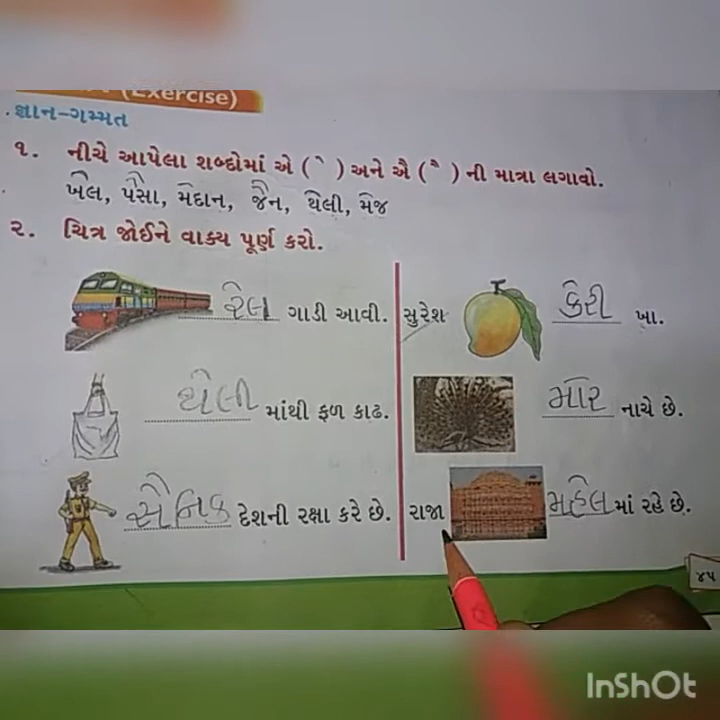 (Exercise)
જ્ઞાન-ગમ્મત
૧. નીચે આપેલા શબ્દોમાં એ ( ે ) અને ઐ ( ૈ ) ની માત્રા લગાવો.
ખેલ, પૈસા, મેદાન, જૈન, થેલી, મેજ
૨. ચિત્ર જોઈને વાક્ય પૂર્ણ કરો.
રેલ ગાડી આવી.
સુરેશ કેરી ખા.
થેલી માંથી ફળ કાઢ.
મોર નાચે છે.
સૈનિક દેશની રક્ષા કરે છે.
રાજા મહેલ માં રહે છે.
૪૫
InShOt